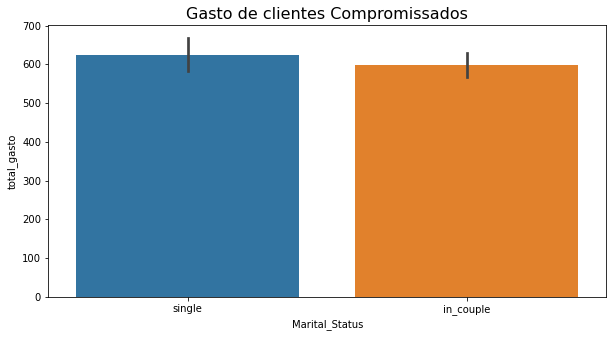 Gasto de clientes Compromissados
700
600
500
400
300
200
100
0
total_gasto
single
in_couple
Marital_Status